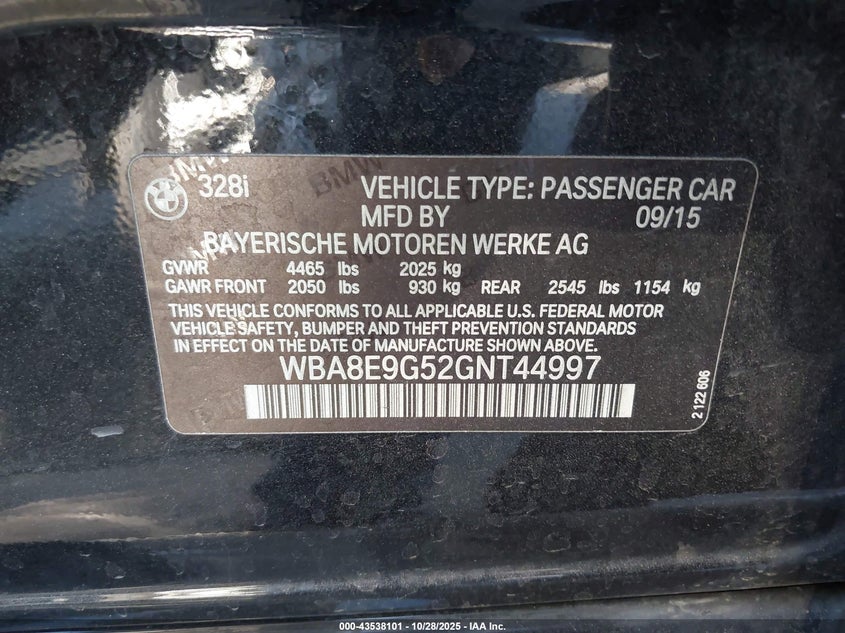 328i VEHICLE TYPE: PASSENGER CAR
MFD BY 09/15
BAYERISCHE MOTOREN WERKE AG
GVWR 4465 lbs 2025 kg
GAWR FRONT 2050 lbs 930 kg REAR 2545 lbs 1154 kg
THIS VEHICLE CONFORMS TO ALL APPLICABLE U.S. FEDERAL MOTOR
VEHICLE SAFETY, BUMPER AND THEFT PREVENTION STANDARDS
IN EFFECT ON THE DATE OF MANUFACTURE SHOWN ABOVE.
WBA8E9G52GNT44997
2 122 606
000-43538101 - 10/28/2025 - IAA Inc.